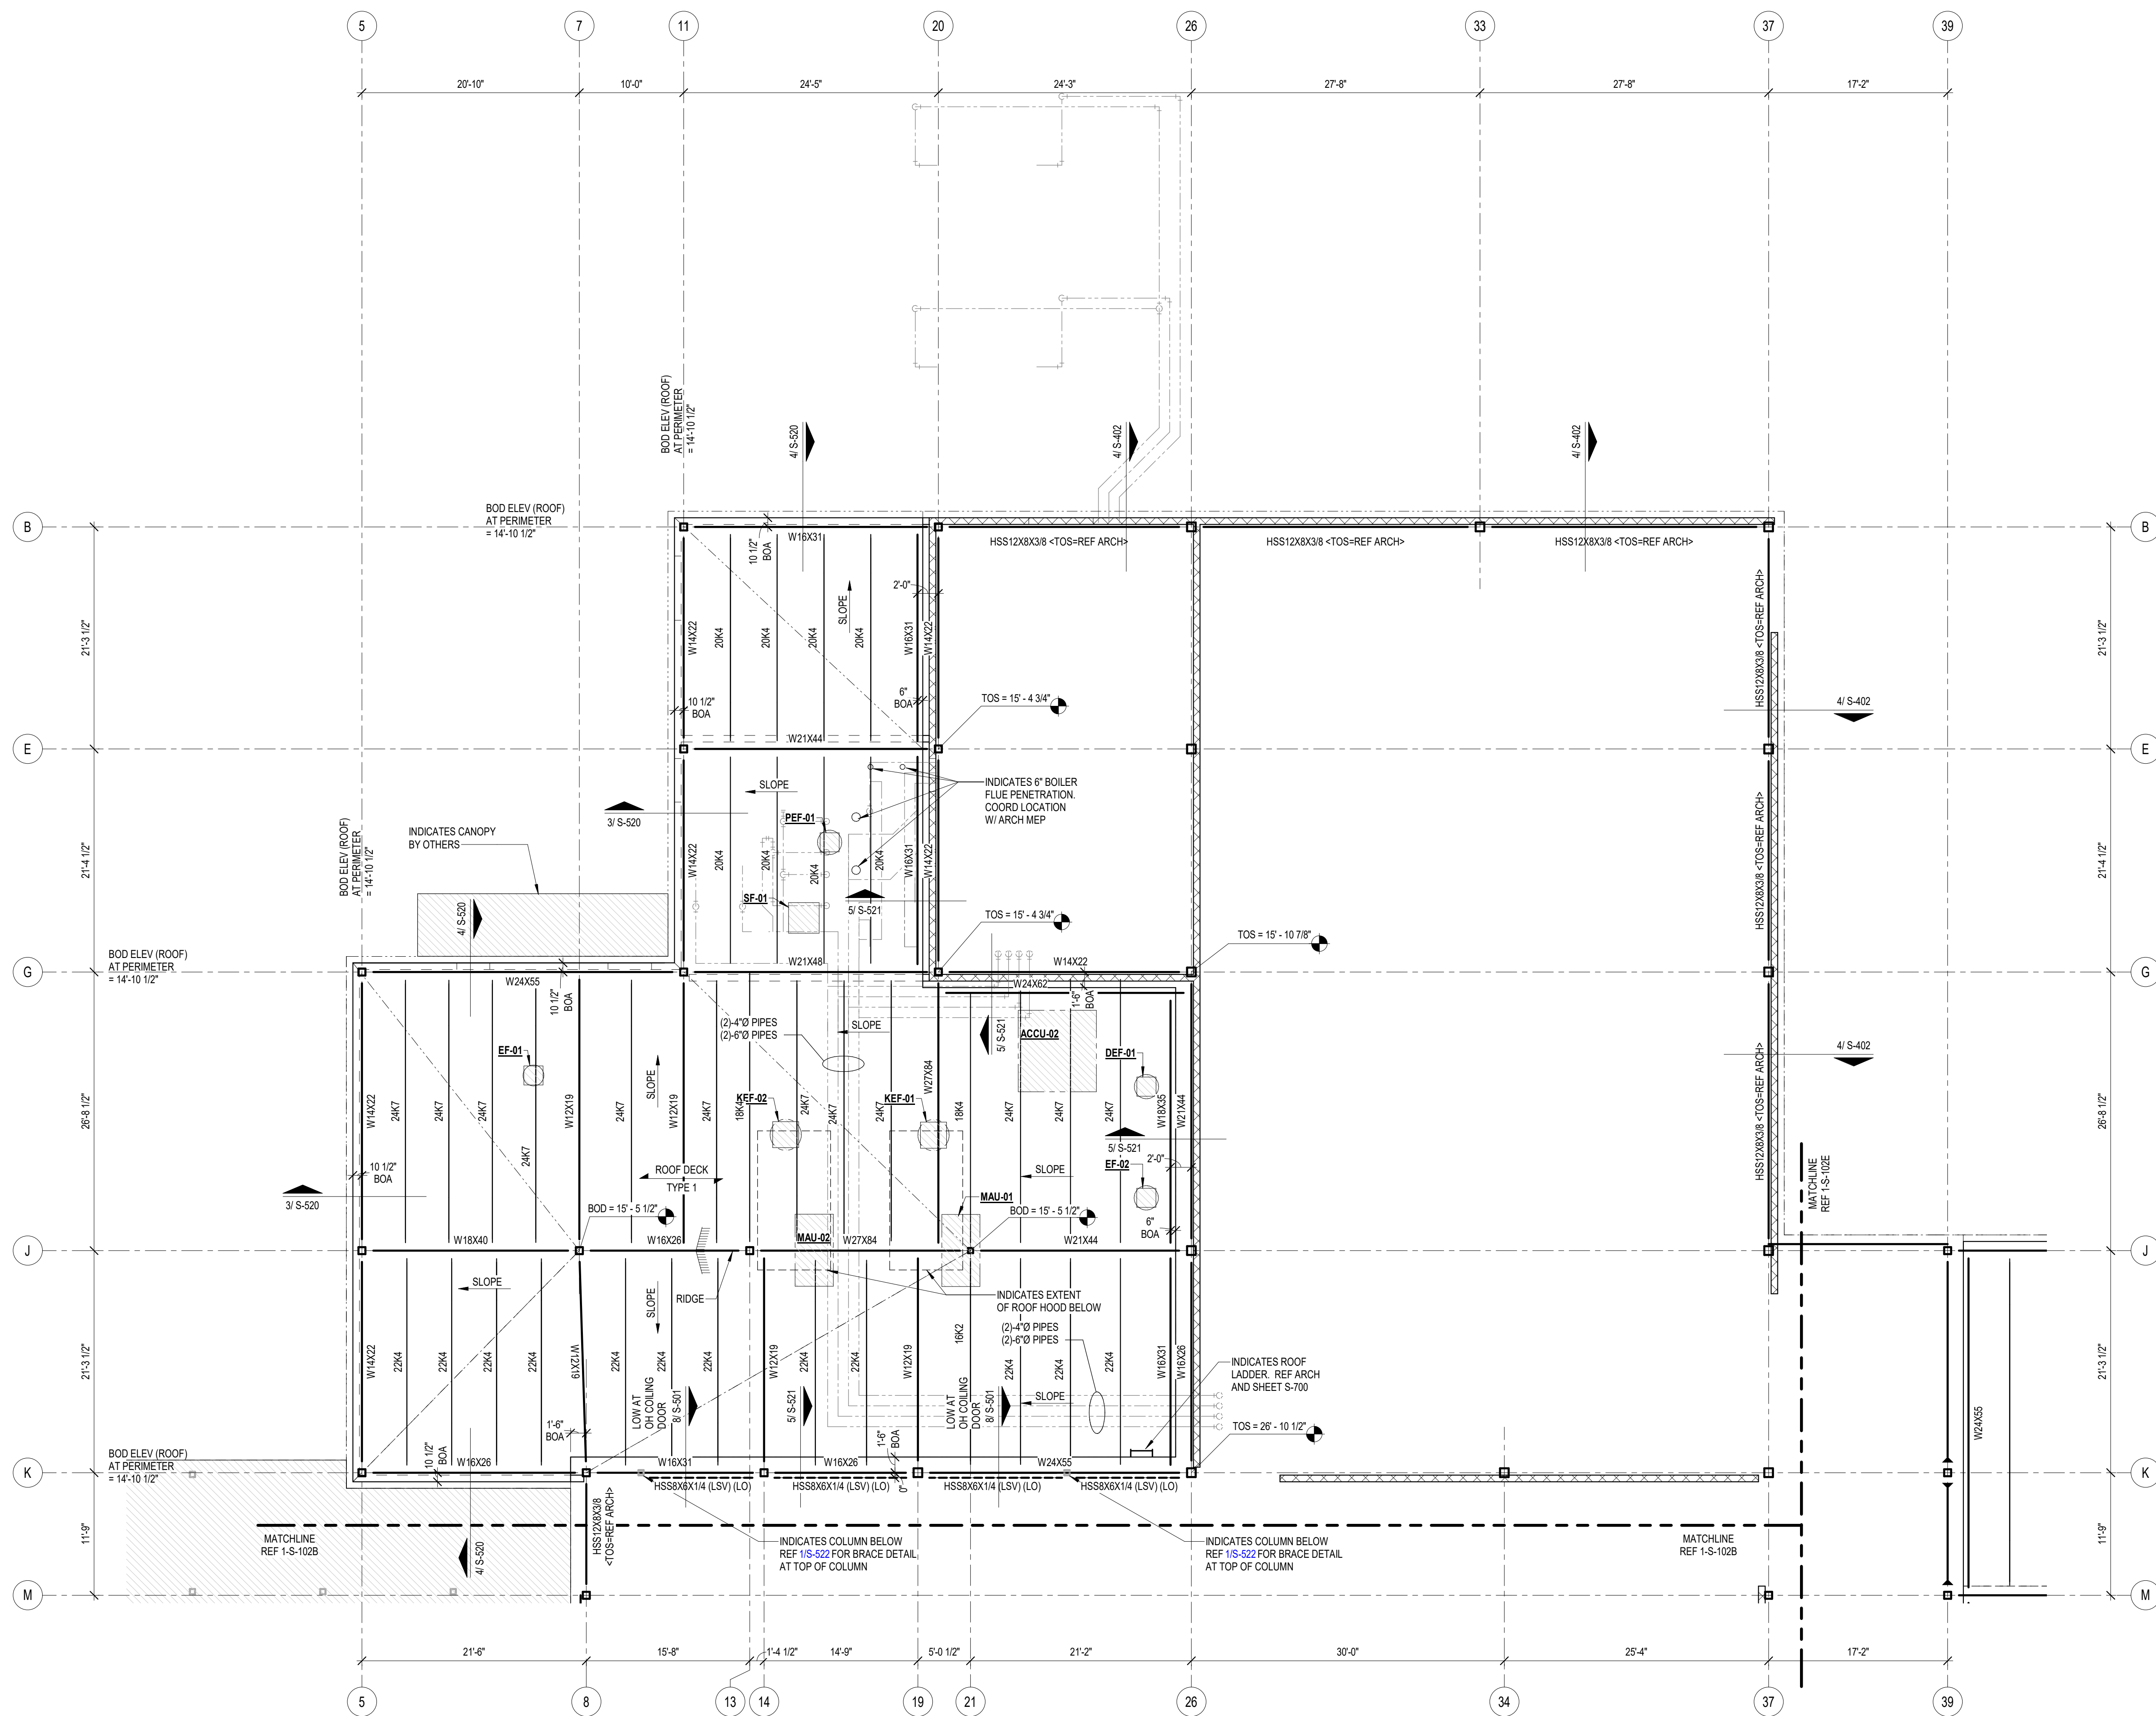 5
7
11
20
26
33
37
39
20'-10"
10'-0"
24'-5"
24'-3"
27'-8"
27'-8"
17'-2"
BOD ELEV (ROOF)
AT PERIMETER
= 14'-10 1/2"
4/ S-520
4/ S-402
4/ S-402
BOD ELEV (ROOF)
AT PERIMETER
= 14'-10 1/2"
B
B
10 1/2"
BOA
W16X31
HSS12X8X3/8 <TOS=REF ARCH>
HSS12X8X3/8 <TOS=REF ARCH>
HSS12X8X3/8 <TOS=REF ARCH>
2'-0"
SLOPE
21'-3 1/2"
W14X22
20K4
20K4
20K4
20K4
W16X31
W14X22
HSS12X8X3/8 <TOS=REF ARCH>
21'-3 1/2"
10 1/2"
BOA
6"
BOA
TOS = 15' - 4 3/4"
4/ S-402
E
W21X44
E
SLOPE
INDICATES 6" BOILER
FLUE PENETRATION.
COORD LOCATION
W/ ARCH MEP
3/ S-520
PEF-01
BOD ELEV (ROOF)
AT PERIMETER
= 14'-10 1/2"
INDICATES CANOPY
BY OTHERS
21'-4 1/2"
W14X22
20K4
20K4
20K4
20K4
W16X31
W14X22
HSS12X8X3/8 <TOS=REF ARCH>
21'-4 1/2"
SF-01
5/ S-521
4/ S-520
TOS = 15' - 4 3/4"
TOS = 15' - 10 7/8"
BOD ELEV (ROOF)
AT PERIMETER
= 14'-10 1/2"
G
W21X48
W14X22
G
W24X55
10 1/2"
BOA
W24X62
1'-6"
BOA
(2)-4"Ø PIPES
(2)-6"Ø PIPES
SLOPE
5/ S-521
ACCU-02
EF-01
DEF-01
4/ S-402
SLOPE
26'-8 1/2"
W14X22
24K7
24K7
24K7
24K7
W12X19
24K7
W12X19
24K7
18K4
KEF-02
24K7
24K7
24K7
KEF-01
W27X84
18K4
24K7
24K7
24K7
W18X35
W21X44
HSS12X8X3/8 <TOS=REF ARCH>
26'-8 1/2"
5/ S-521
EF-02
2'-0"
10 1/2"
BOA
3/ S-520
ROOF DECK
TYPE 1
SLOPE
MAU-01
MATCHLINE
REF 1-S-102E
BOD = 15' - 5 1/2"
BOD = 15' - 5 1/2"
6"
BOA
J
W18X40
W16X26
MAU-02
W27X84
W21X44
J
SLOPE
SLOPE
RIDGE
INDICATES EXTENT
OF ROOF HOOD BELOW
(2)-4"Ø PIPES
(2)-6"Ø PIPES
21'-3 1/2"
W14X22
22K4
22K4
22K4
22K4
W12X19
22K4
22K4
22K4
W12X19
22K4
22K4
W12X19
16K2
22K4
22K4
22K4
W16X31
W16X26
21'-3 1/2"
INDICATES ROOF
LADDER. REF ARCH
AND SHEET S-700
LOW AT
OH COILING
DOOR
8/ S-501
5/ S-521
LOW AT
OH COILING
DOOR
8/ S-501
SLOPE
W24X55
1'-6"
BOA
1'-6"
BOA
TOS = 26' - 10 1/2"
BOD ELEV (ROOF)
AT PERIMETER
= 14'-10 1/2"
10 1/2"
BOA
K
W16X26
W16X31
W16X26
W24X55
K
0"
HSS8X6X1/4 (LSV) (LO)
HSS8X6X1/4 (LSV) (LO)
HSS8X6X1/4 (LSV) (LO)
HSS8X6X1/4 (LSV) (LO)
11'-9"
HSS12X8X3/8
<TOS=REF ARCH>
11'-9"
MATCHLINE
REF 1-S-102B
4/ S-520
INDICATES COLUMN BELOW
REF 1/S-522 FOR BRACE DETAIL
AT TOP OF COLUMN
INDICATES COLUMN BELOW
REF 1/S-522 FOR BRACE DETAIL
AT TOP OF COLUMN
MATCHLINE
REF 1-S-102B
M
M
21'-6"
15'-8"
1'-4 1/2"
14'-9"
5'-0 1/2"
21'-2"
30'-0"
25'-4"
17'-2"
5
8
13
14
19
21
26
34
37
39